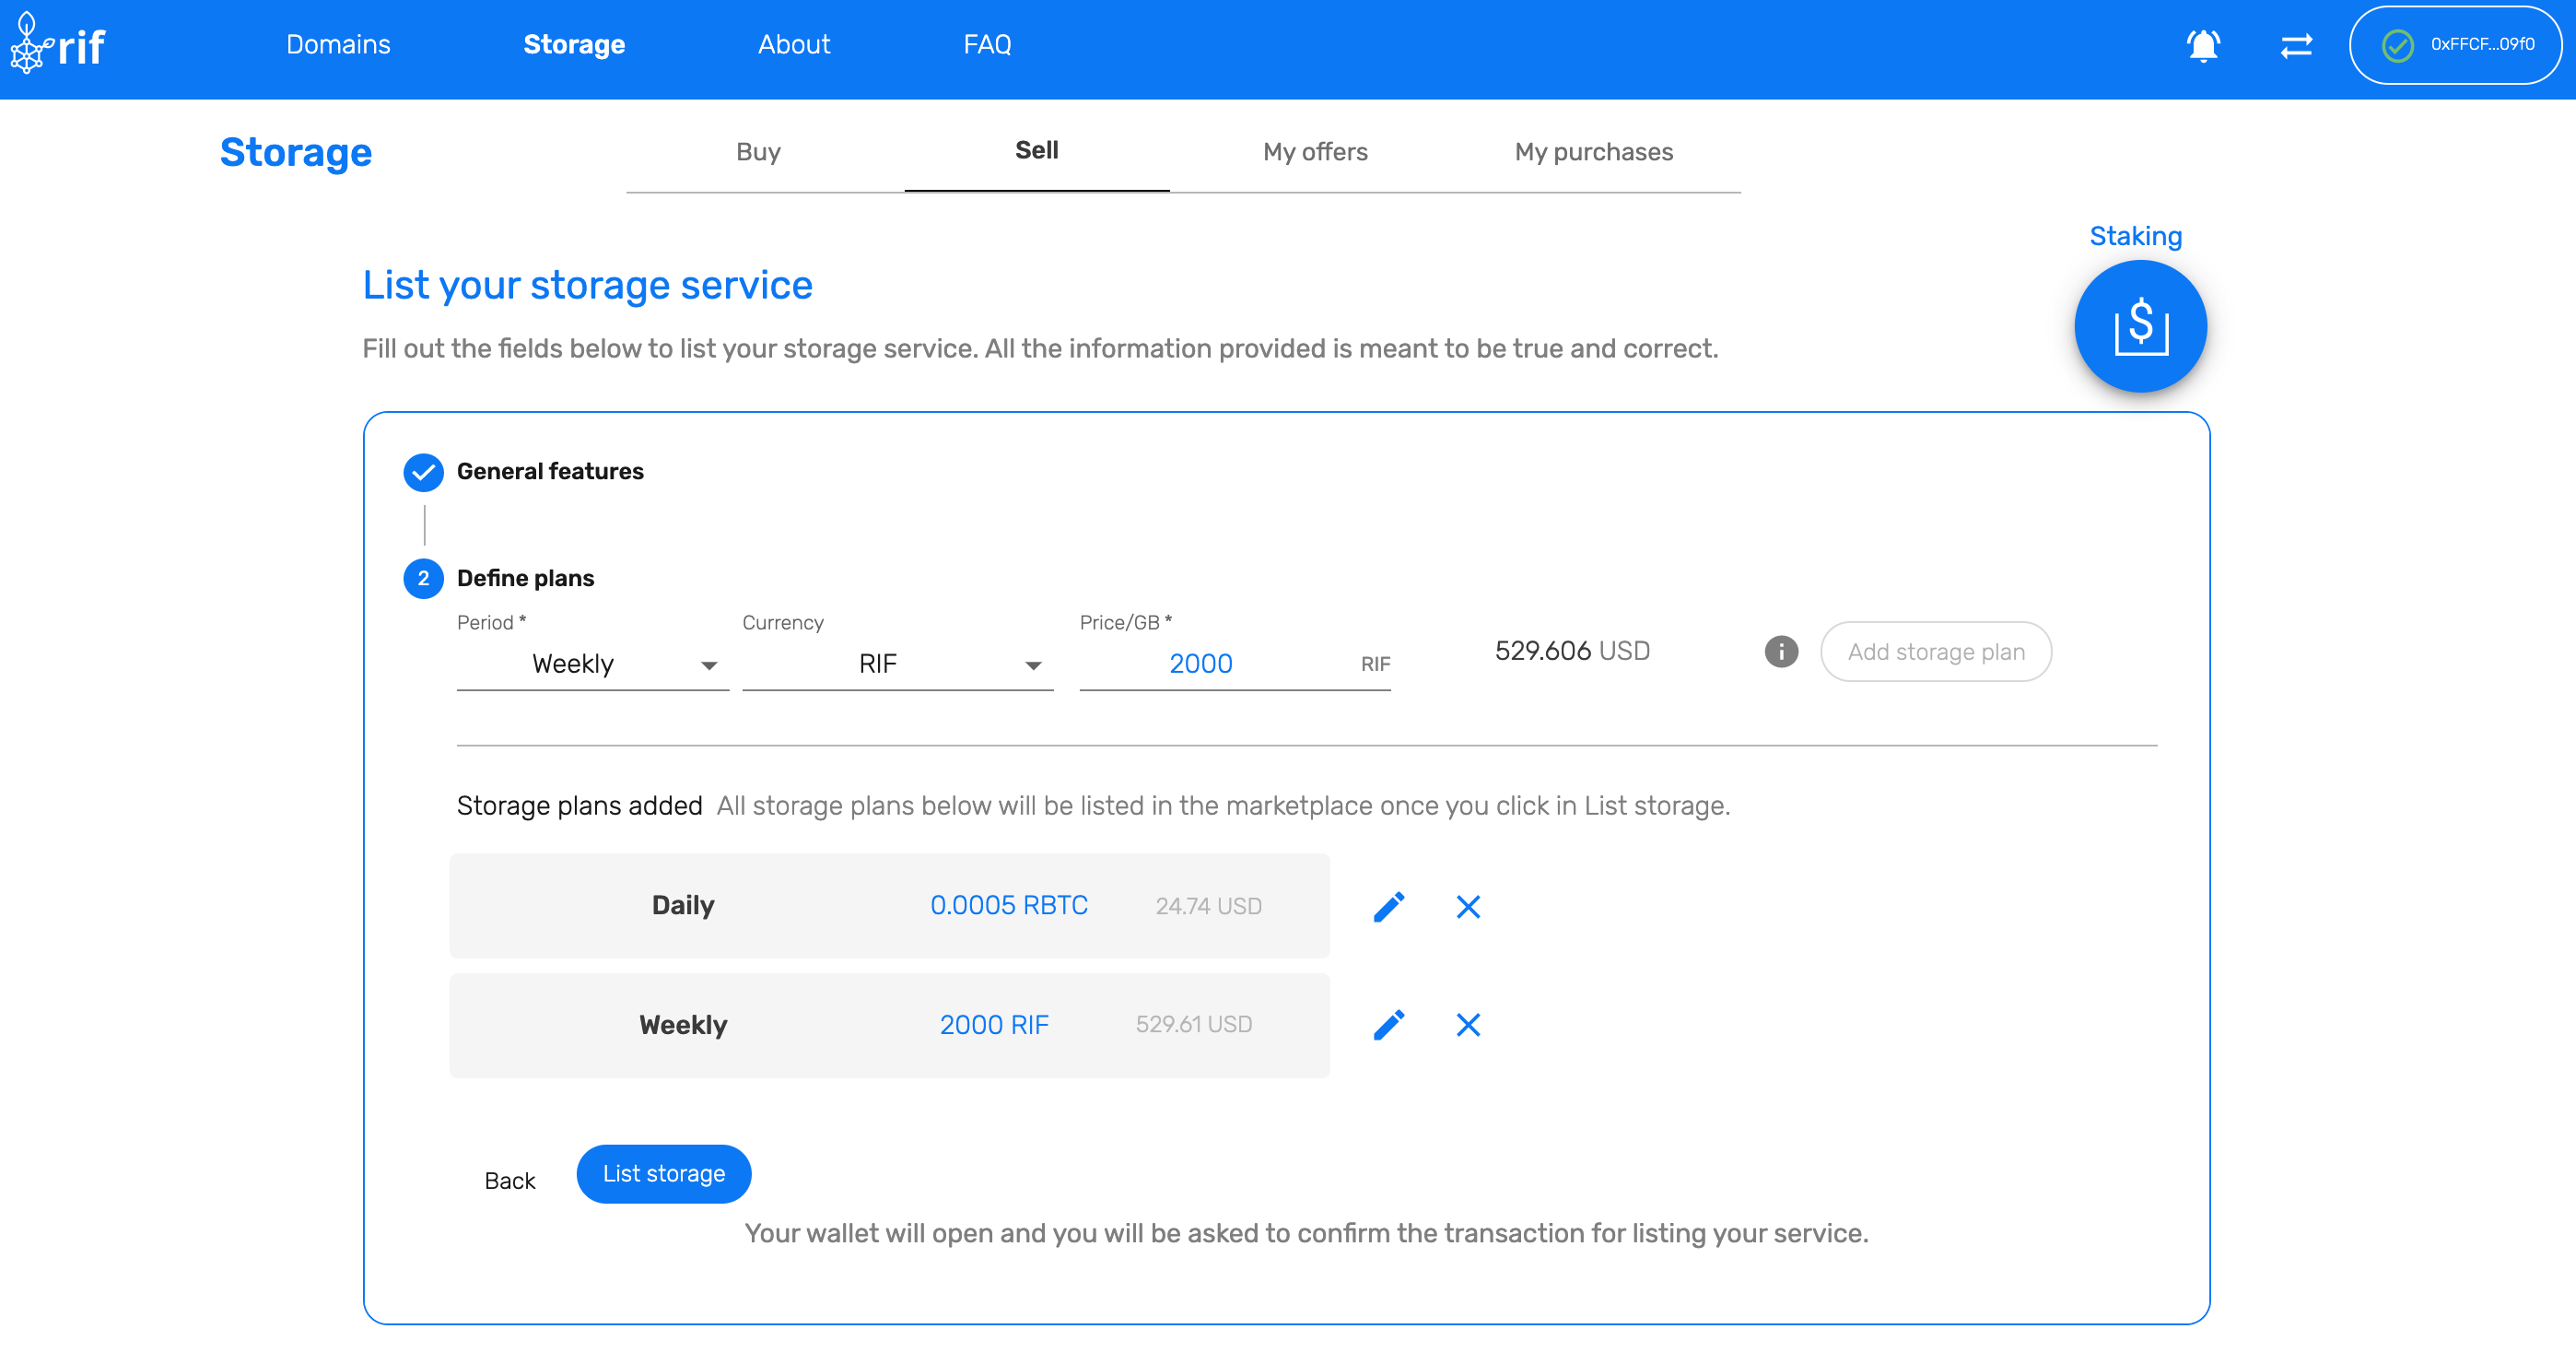 rif
Domains Storage About FAQ 0xFFCF...09f0
Storage Buy Sell My offers My purchases
Staking
List your storage service
Fill out the fields below to list your storage service. All the information provided is meant to be true and correct.
General features
2 Define plans
Period * Currency Price/GB *
Weekly RIF 2000 RIF 529.606 USD i Add storage plan
Storage plans added All storage plans below will be listed in the marketplace once you click in List storage.
Daily 0.0005 RBTC 24.74 USD
Weekly 2000 RIF 529.61 USD
Back List storage
Your wallet will open and you will be asked to confirm the transaction for listing your service.